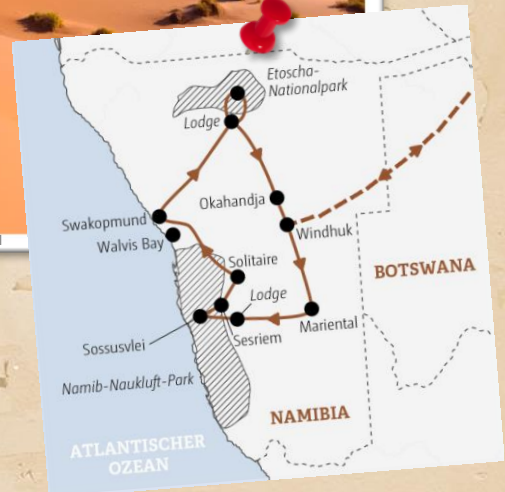 Etoscha-
Nationalpark
Lodge
Okahandja
Swakopmund
Windhuk
Walvis Bay
Solitaire
BOTSWANA
Lodge
Mariental
Sesriem
Sossusvlei
Namib-Naukluft-Park
NAMIBIA
ATLANTISCHER
OZEAN